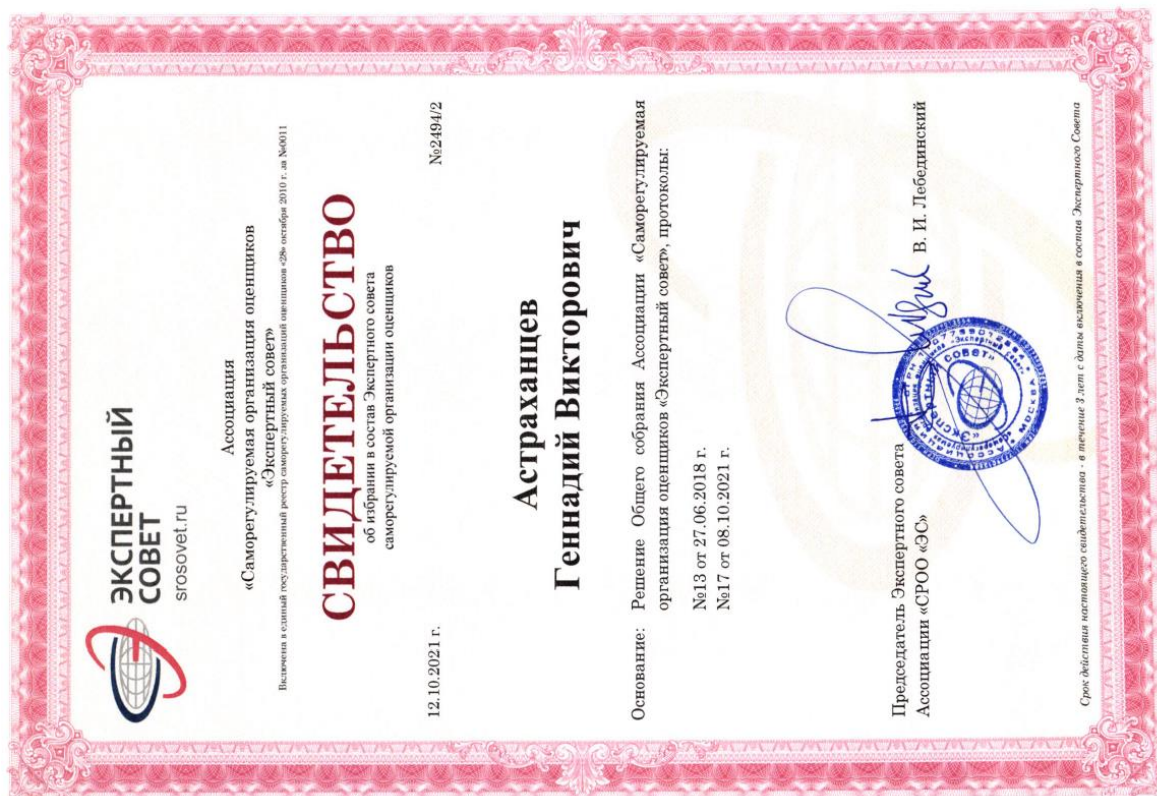 ЭКСПЕРТНЫЙ
СОВЕТ
srosovet.ru
Ассоциация
«Саморегулируемая организация оценщиков
«Экспертный совет»
Включена в единый государственный реестр саморегулируемых организаций оценщиков «28» октября 2010 г. за №0011
СВИДЕТЕЛЬСТВО
об избрании в состав Экспертного совета
саморегулируемой организации оценщиков
12.10.2021 г. №2494/2
Астраханцев
Геннадий Викторович
Основание: Решение Общего собрания Ассоциации «Саморегулируемая
организация оценщиков «Экспертный совет», протоколы:
№13 от 27.06.2018 г.
№17 от 08.10.2021 г.
Председатель Экспертного совета
Ассоциации «СРОО «ЭС» В. И. Лебединский
«ЭКСПЕРТНЫЙ СОВЕТ»
МОСКВА
Срок действия настоящего свидетельства - в течение 3 лет с даты включения в состав Экспертного Совета